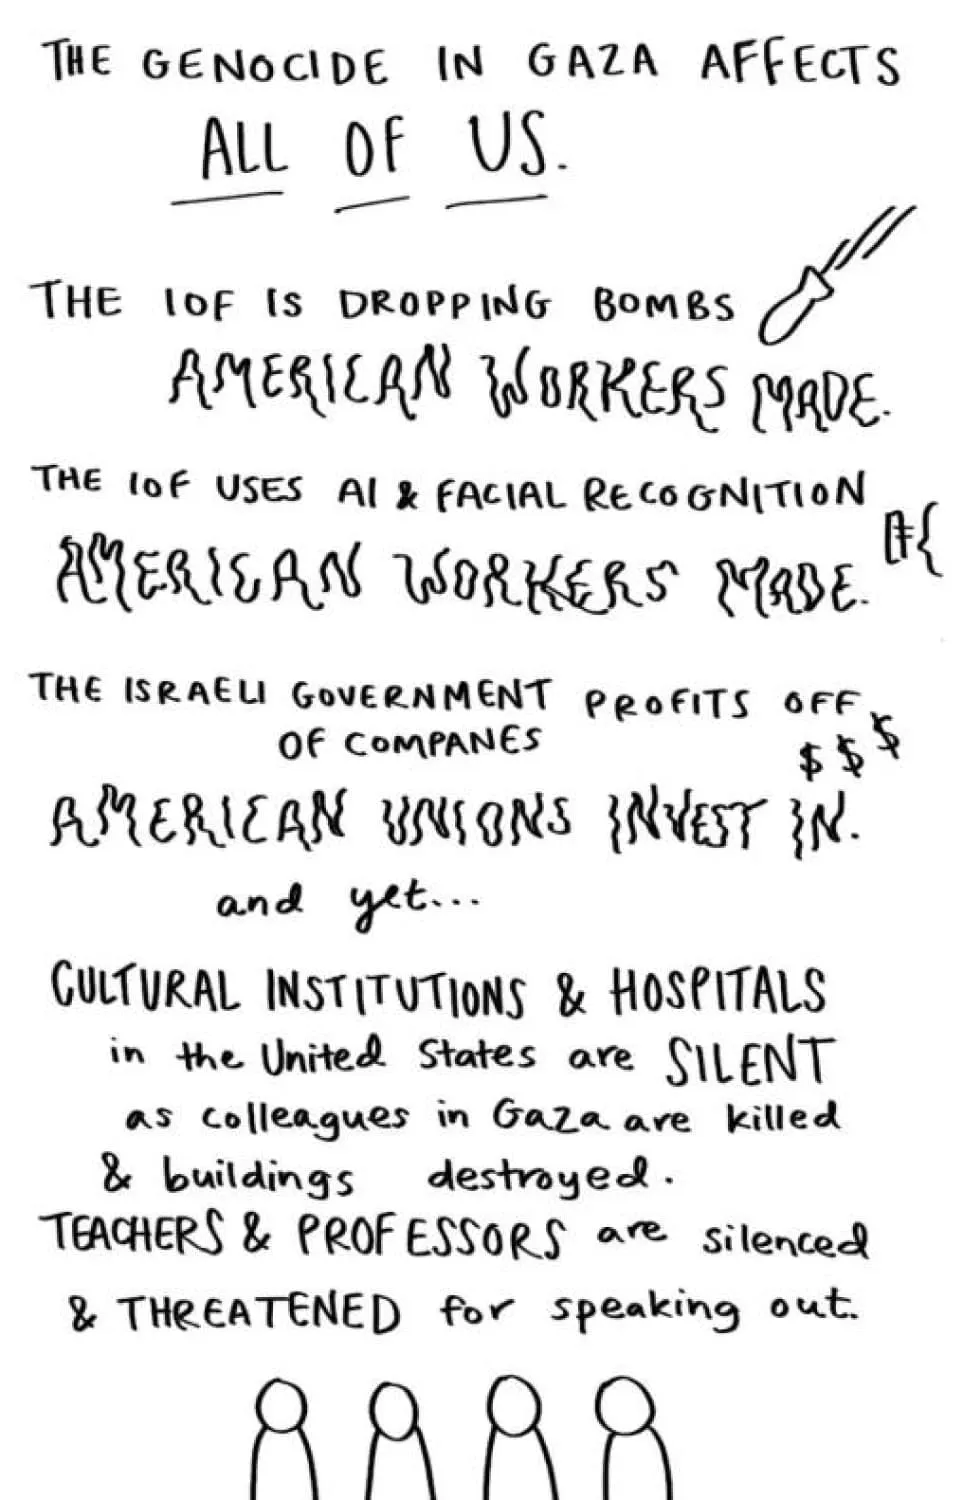 THE GENOCIDE IN GAZA AFFECTS
ALL OF US.
THE IOF IS DROPPING BOMBS
AMERICAN WORKERS MADE.
THE IOF USES AI & FACIAL RECOGNITION
AMERICAN WORKERS MADE.
THE ISRAELI GOVERNMENT PROFITS OFF
OF COMPANES
$ $ $
AMERICAN UNIONS INVEST IN.
and yet...
CULTURAL INSTITUTIONS & HOSPITALS
in the United States are SILENT
as colleagues in Gaza are killed
& buildings destroyed.
TEACHERS & PROFESSORS are silenced
& THREATENED for speaking out.